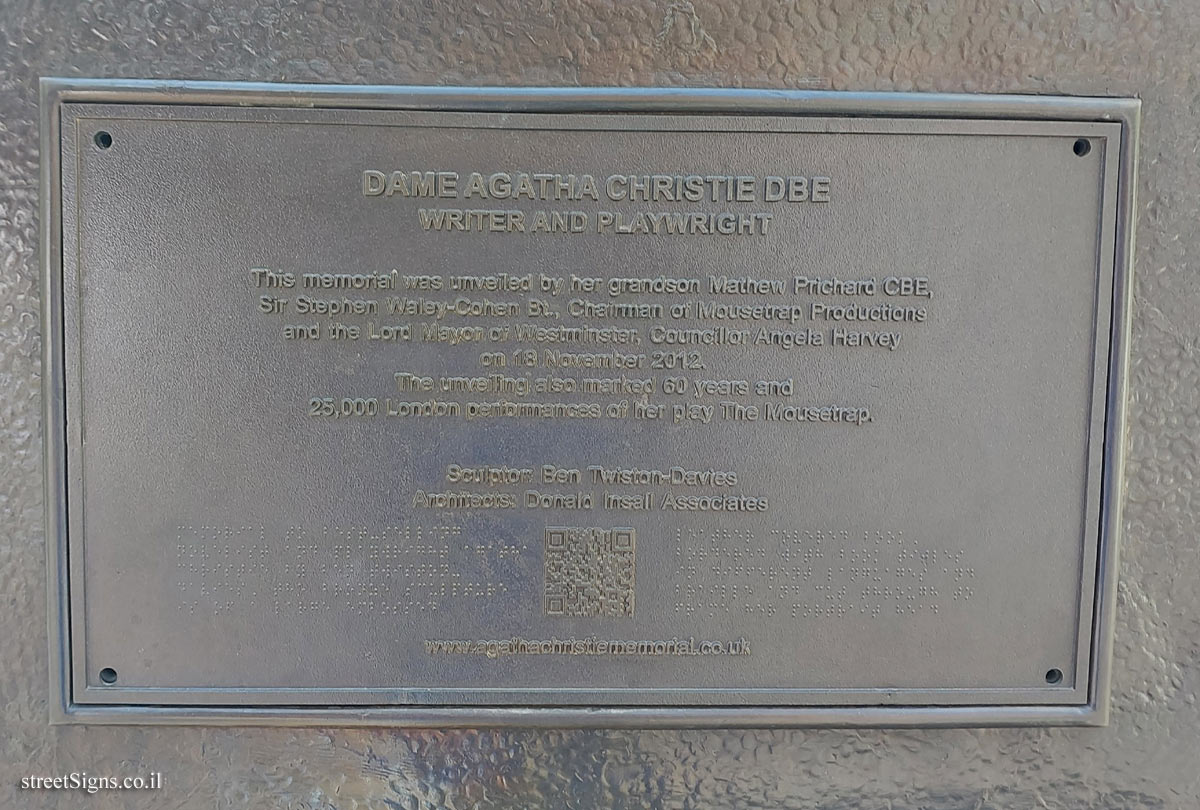 DAME AGATHA CHRISTIE DBE
WRITER AND PLAYWRIGHT
This memorial was unveiled by her grandson Mathew Prichard CBE,
Sir Stephen Waley-Cohen Bt., Chairman of Mousetrap Productions
and the Lord Mayor of Westminster, Councillor Angela Harvey
on 18 November 2012.
The unveiling also marked 60 years and
25,000 London performances of her play The Mousetrap.
Sculptor: Ben Twiston-Davies
Architects: Donald Insall Associates
www.agathachristiememorial.co.uk
streetSigns.co.il